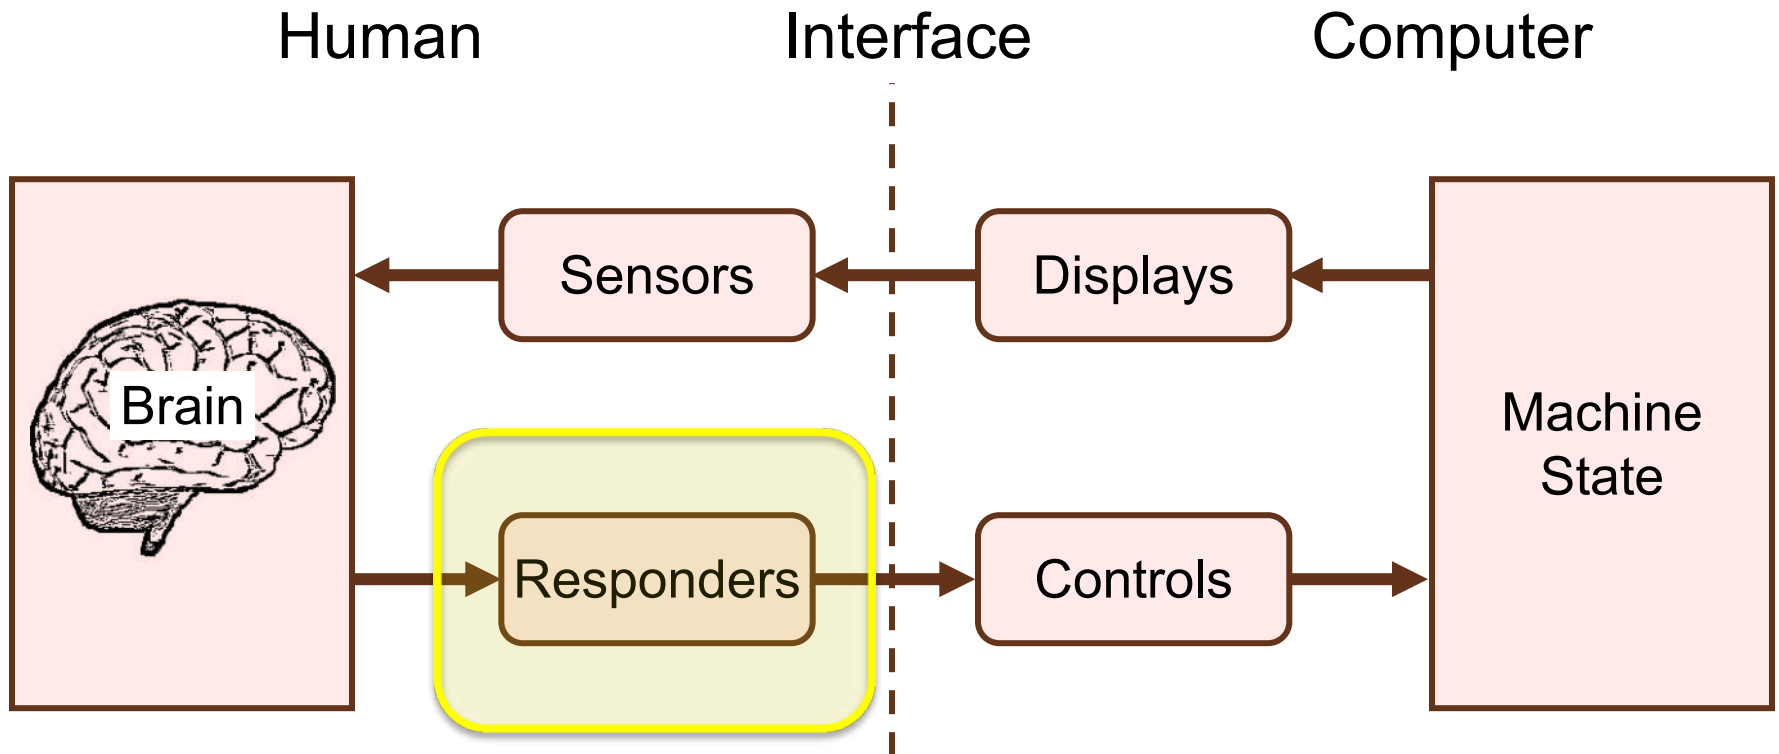 Human
Interface
Computer
Sensors
Displays
Brain
Machine
State
Responders
Controls